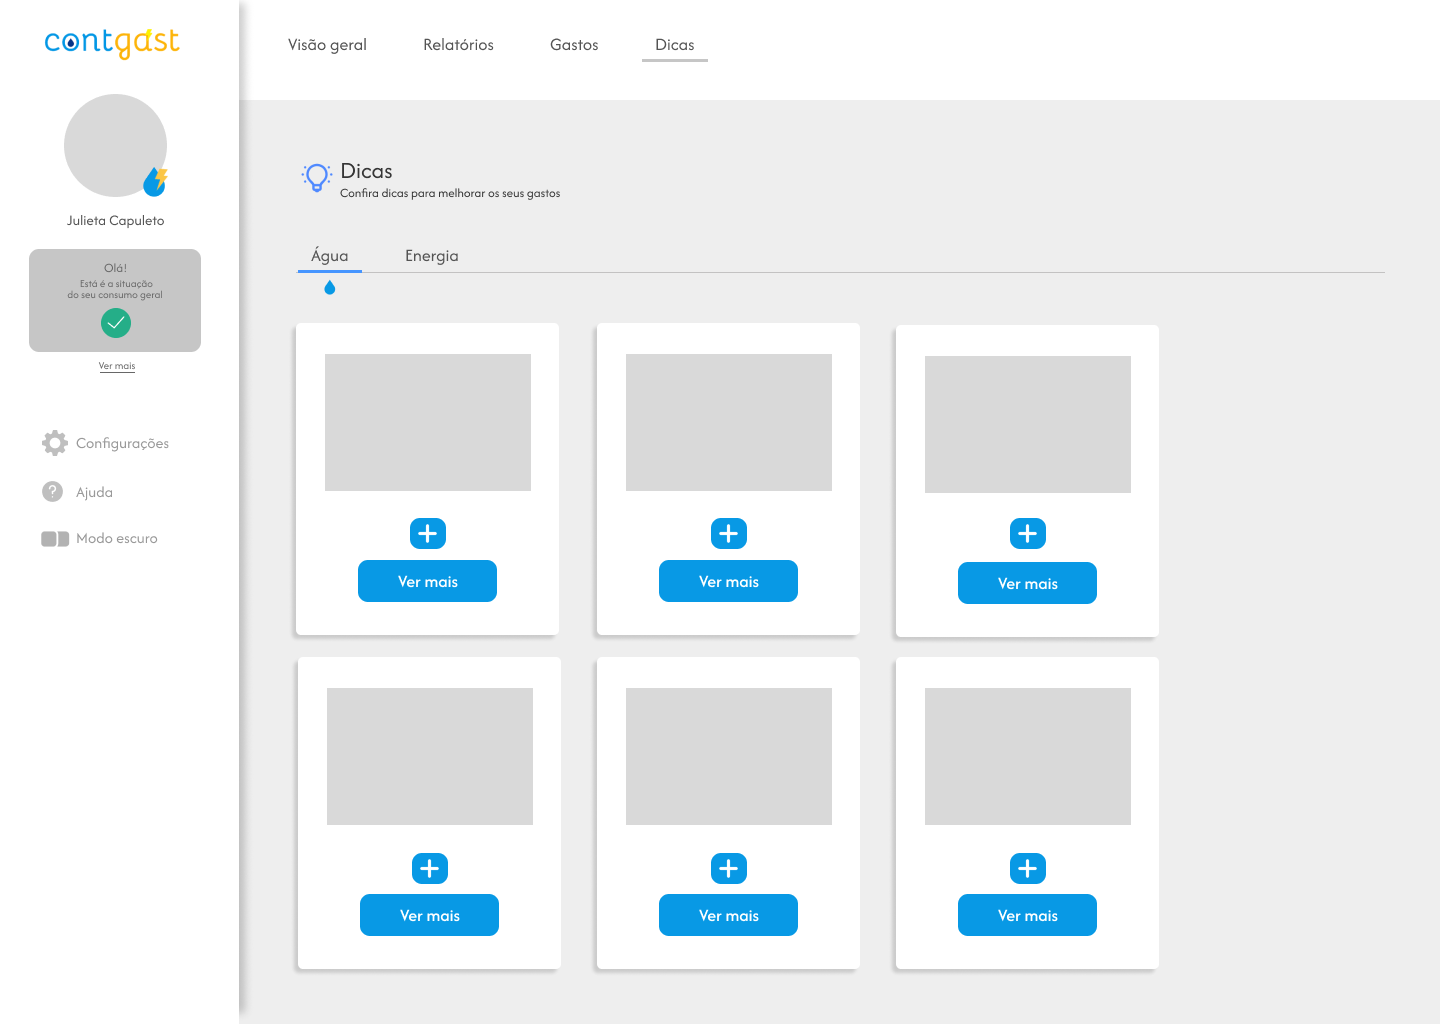 contgast
Julieta Capuleto
Olá!
Está é a situação
do seu consumo geral
Ver mais
Configurações
Ajuda
Modo escuro
Visão geral
Relatórios
Gastos
Dicas
Dicas
Confira dicas para melhorar os seus gastos
Água
Energia
Ver mais
Ver mais
Ver mais
Ver mais
Ver mais
Ver mais